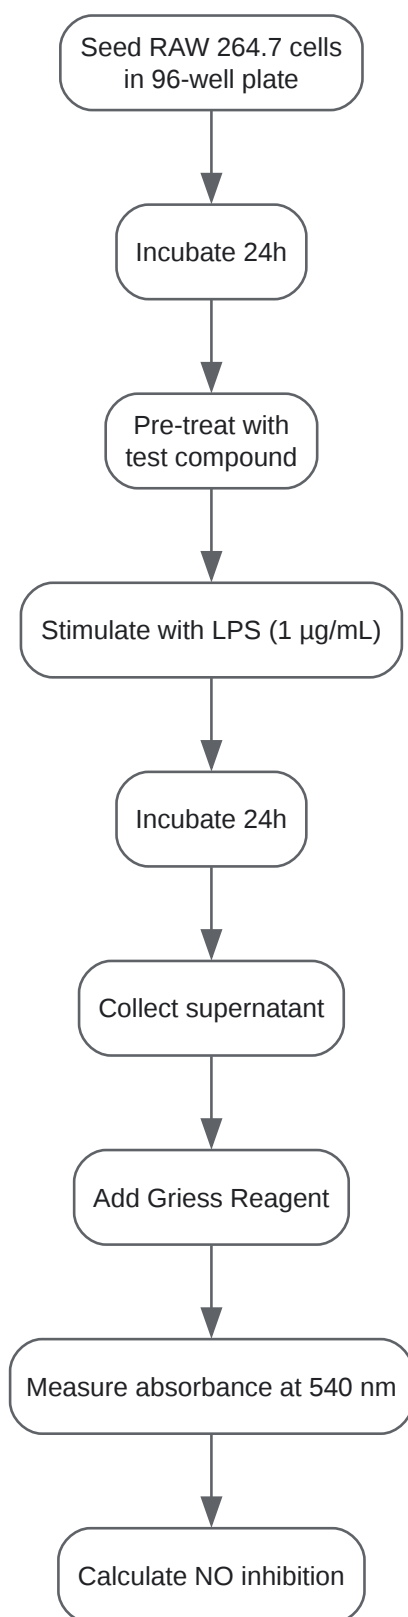 Seed RAW 264.7 cells
in 96-well plate
Incubate 24h
Pre-treat with
test compound
Stimulate with LPS (1 µg/mL)
Incubate 24h
Collect supernatant
Add Griess Reagent
Measure absorbance at 540 nm
Calculate NO inhibition